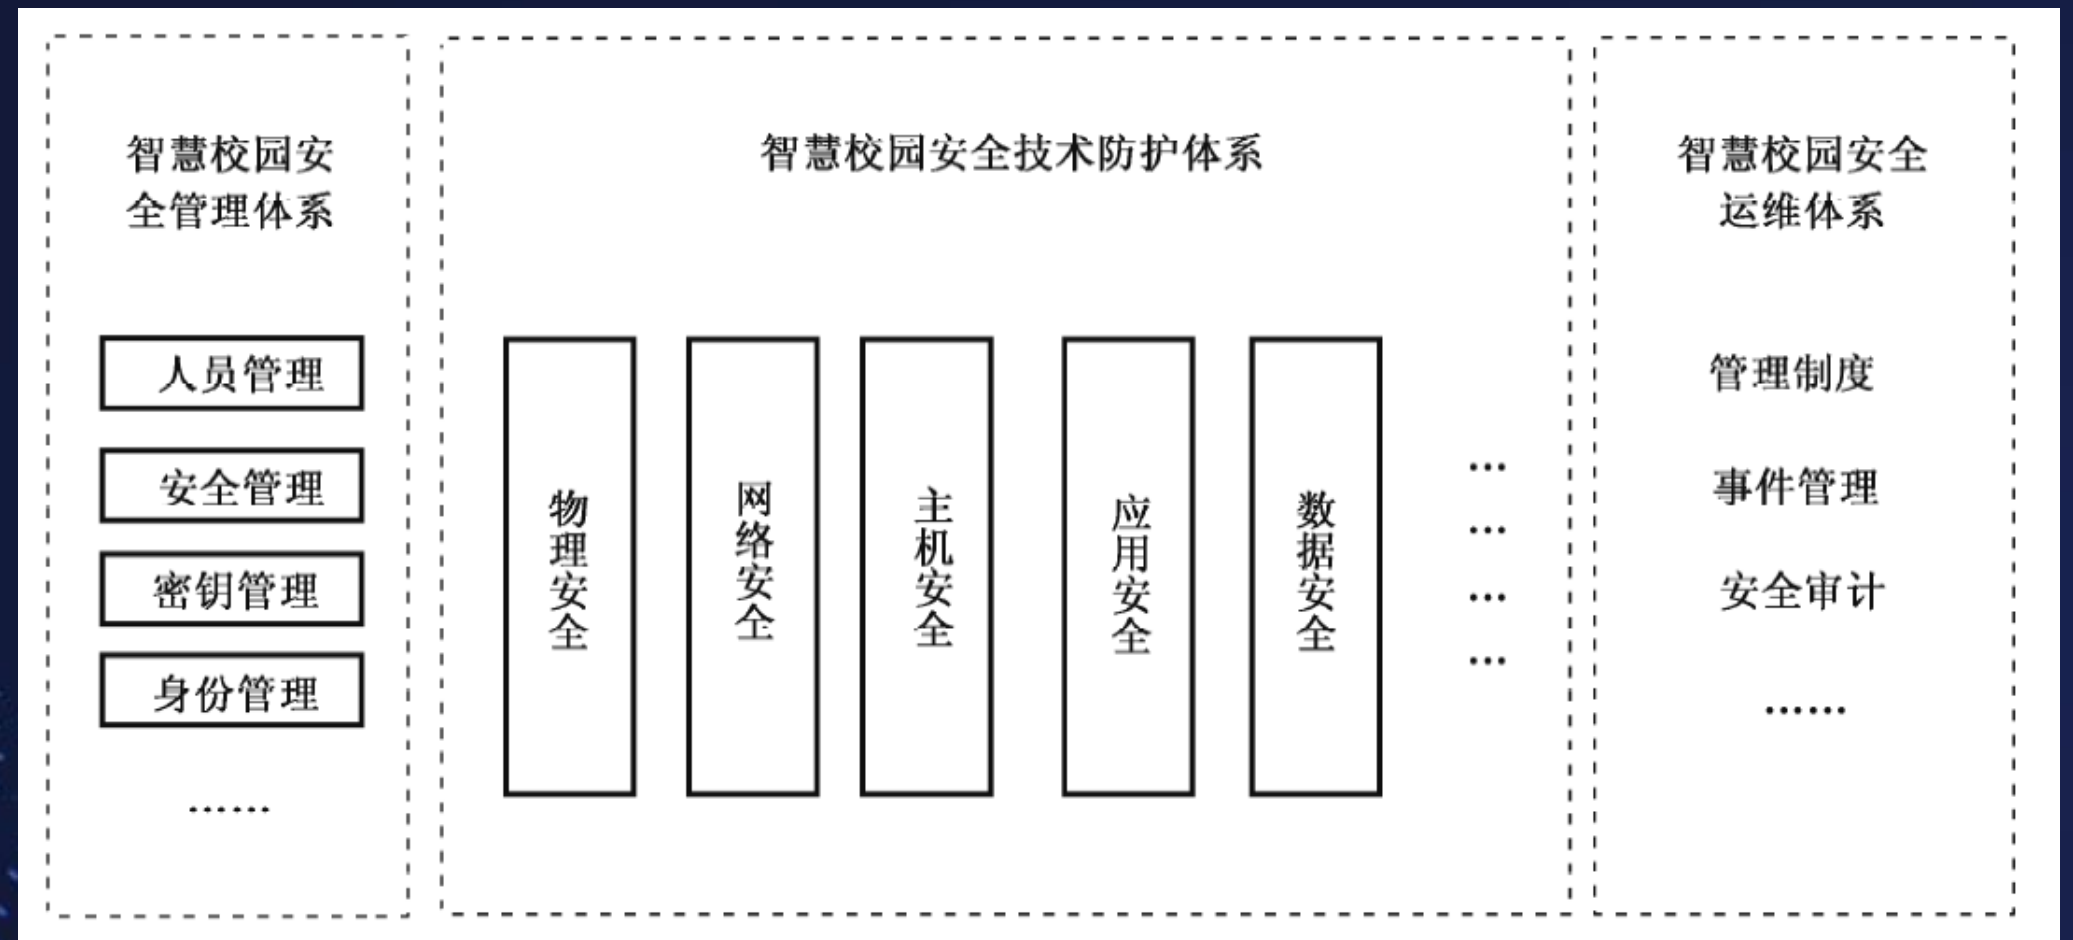 智慧校园安
全管理体系
人员管理
安全管理
密钥管理
身份管理
……
智慧校园安全技术防护体系
物理安全
网络安全
主机安全
应用安全
数据安全
…
…
…
…
智慧校园安全
运维体系
管理制度
事件管理
安全审计
……